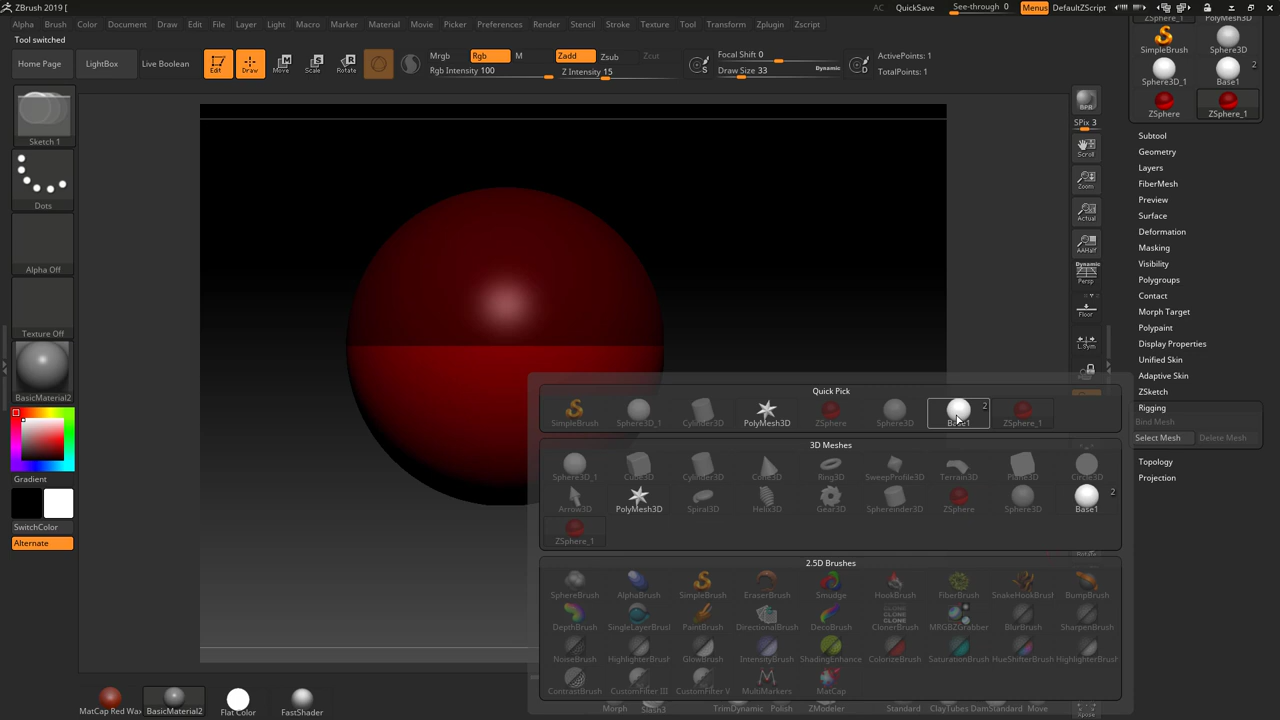 ZBrush 2019 [
AC QuickSave See-through 0 Menus DefaultZScript
Alpha Brush Color Document Draw Edit File Layer Light Macro Marker Material Movie Picker Preferences Render Stencil Stroke Texture Tool Transform Zplugin Zscript
Tool switched
Home Page LightBox Live Boolean Edit Draw Move Scale Rotate
Mrgb Rgb M Zadd Zsub Zcut
Rgb Intensity 100 Z Intensity 15
Focal Shift 0
Draw Size 33 Dynamic
S D
ActivePoints: 1
TotalPoints: 1
Sketch 1
Dots
Alpha Off
Texture Off
BasicMaterial2
Gradient
SwitchColor
Alternate
BPR
SPix 3
Scroll
Zoom
Actual
AAHalf
Dynamic
Persp
Floor
L.Sym
ZSphere_1 PolyMesh3D
SimpleBrush Sphere3D
2
Sphere3D_1 Base1
ZSphere ZSphere_1
Subtool
Geometry
Layers
FiberMesh
Preview
Surface
Deformation
Masking
Visibility
Polygroups
Contact
Morph Target
Polypaint
Display Properties
Unified Skin
Adaptive Skin
ZSketch
Rigging
Bind Mesh
Select Mesh Delete Mesh
Topology
Projection
Quick Pick
2
SimpleBrush Sphere3D_1 Cylinder3D PolyMesh3D ZSphere Sphere3D Base1 ZSphere_1
3D Meshes
Sphere3D_1 Cube3D Cylinder3D Cone3D Ring3D SweepProfile3D Terrain3D Plane3D Circle3D
2
Arrow3D PolyMesh3D Spiral3D Helix3D Gear3D Sphereinder3D ZSphere Sphere3D Base1
ZSphere_1
2.5D Brushes
SphereBrush AlphaBrush SimpleBrush EraserBrush Smudge HookBrush FiberBrush SnakeHookBrush BumpBrush
DepthBrush SingleLayerBrusl PaintBrush DirectionalBrush DecoBrush ClonerBrush MRGBZGrabber BlurBrush SharpenBrush
NoiseBrush HighlighterBrush GlowBrush IntensityBrush ShadingEnhance ColorizeBrush SaturationBrush HueShifterBrush HighlighterBrush
ContrastBrush CustomFilter III CustomFilter V MultiMarkers MatCap
MatCap Red Wax BasicMaterial2 Flat Color FastShader
Morph Slash3 TrimDynamic Polish ZModeler Standard ClayTubes DamStandard Move